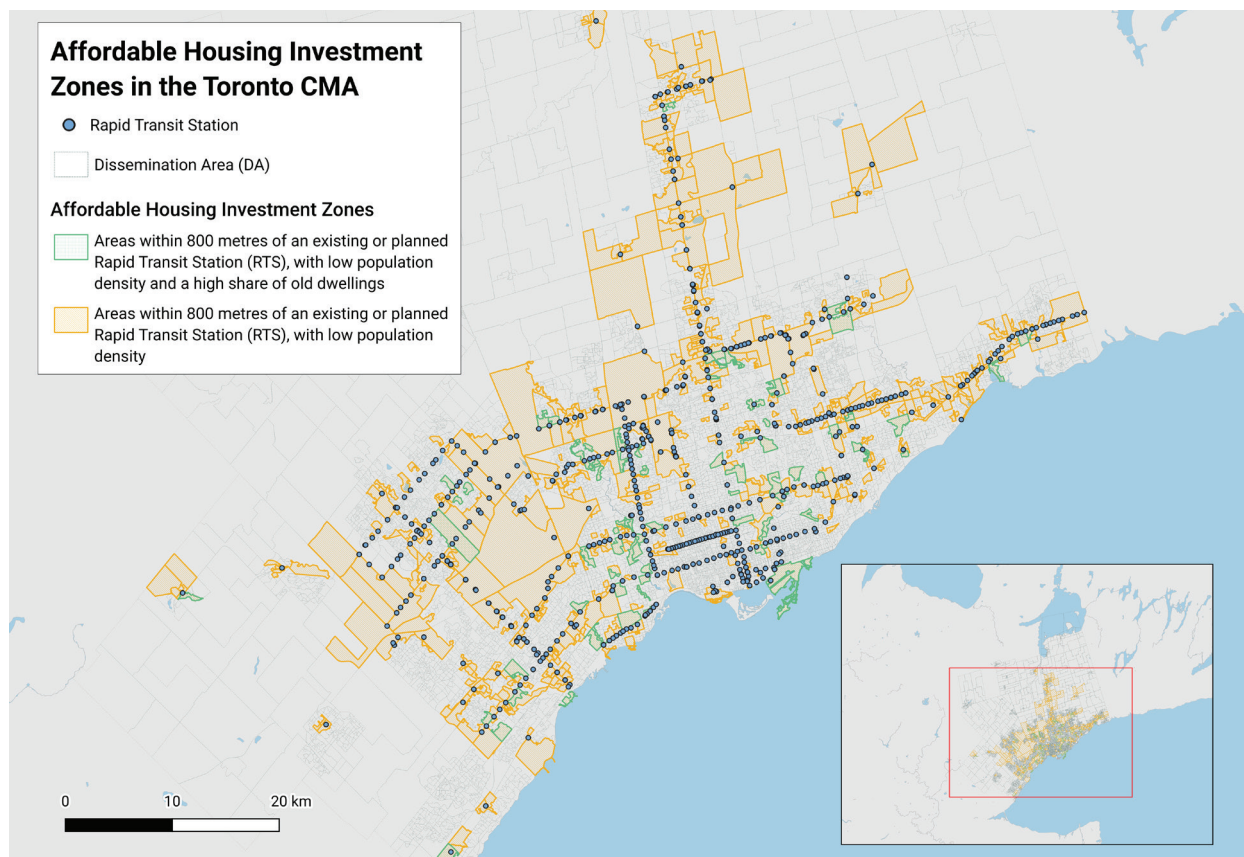 Affordable Housing Investment
Zones in the Toronto CMA
Rapid Transit Station
Dissemination Area (DA)
Affordable Housing Investment Zones
Areas within 800 metres of an existing or planned
Rapid Transit Station (RTS), with low population
density and a high share of old dwellings
Areas within 800 metres of an existing or planned
Rapid Transit Station (RTS), with low population
density
0 10 20 km